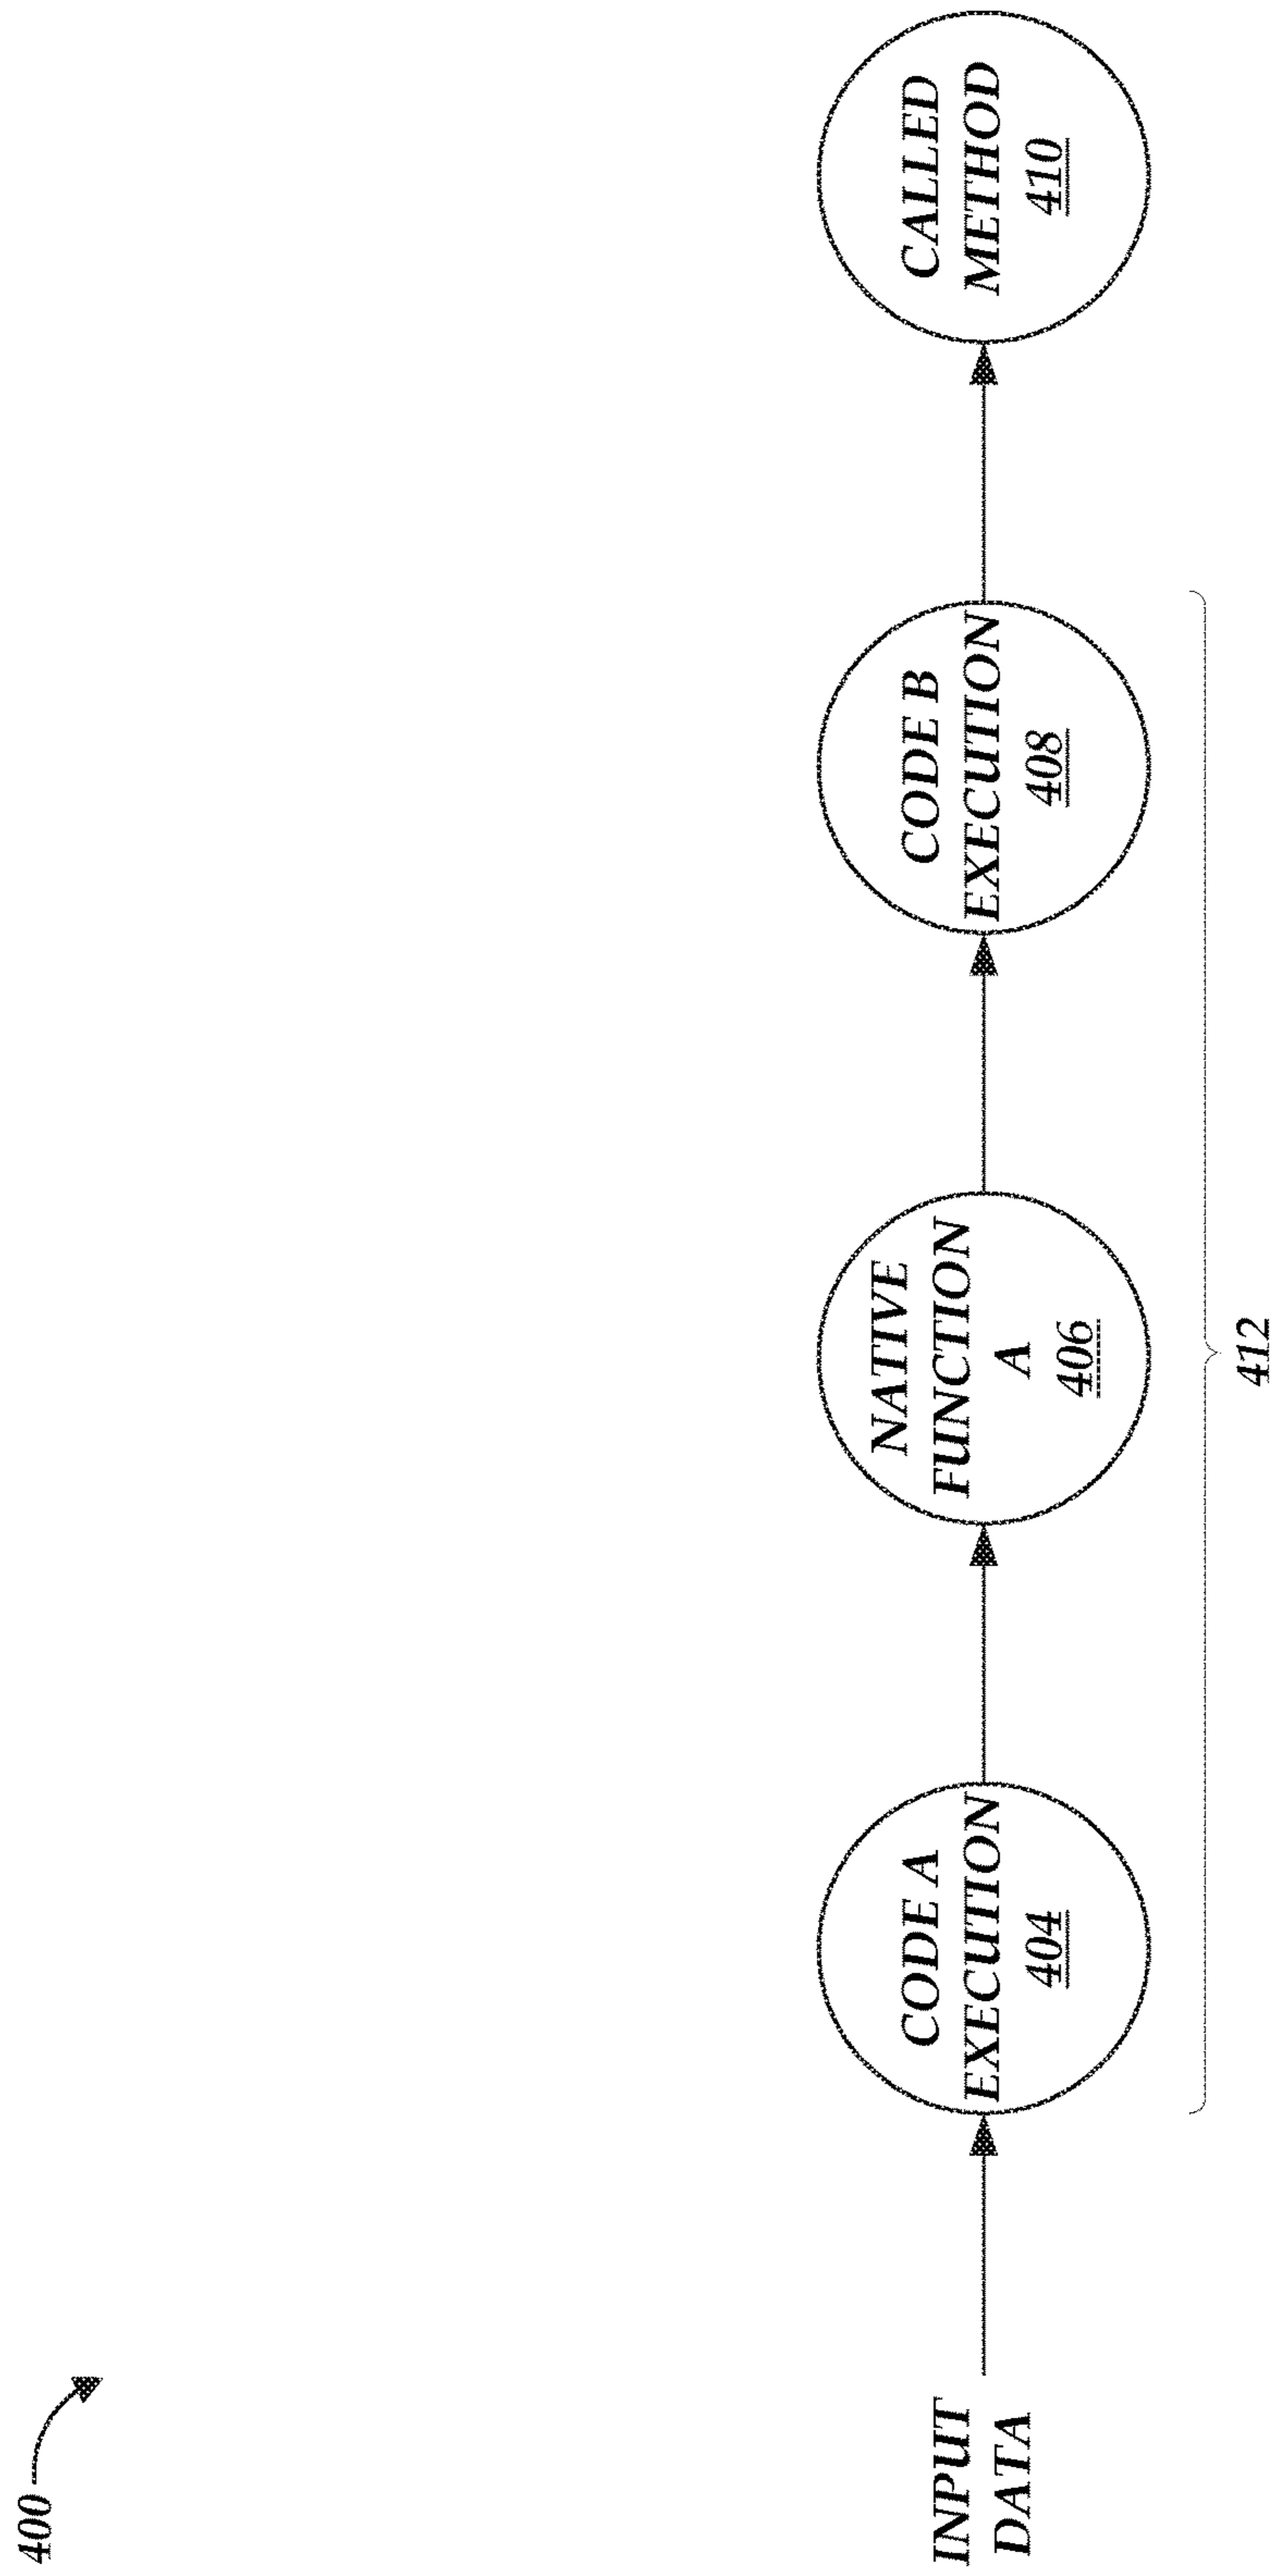 400
INPUT
DATA
CODE A
EXECUTION
404
NATIVE
FUNCTION
A
406
CODE B
EXECUTION
408
CALLED
METHOD
410
412